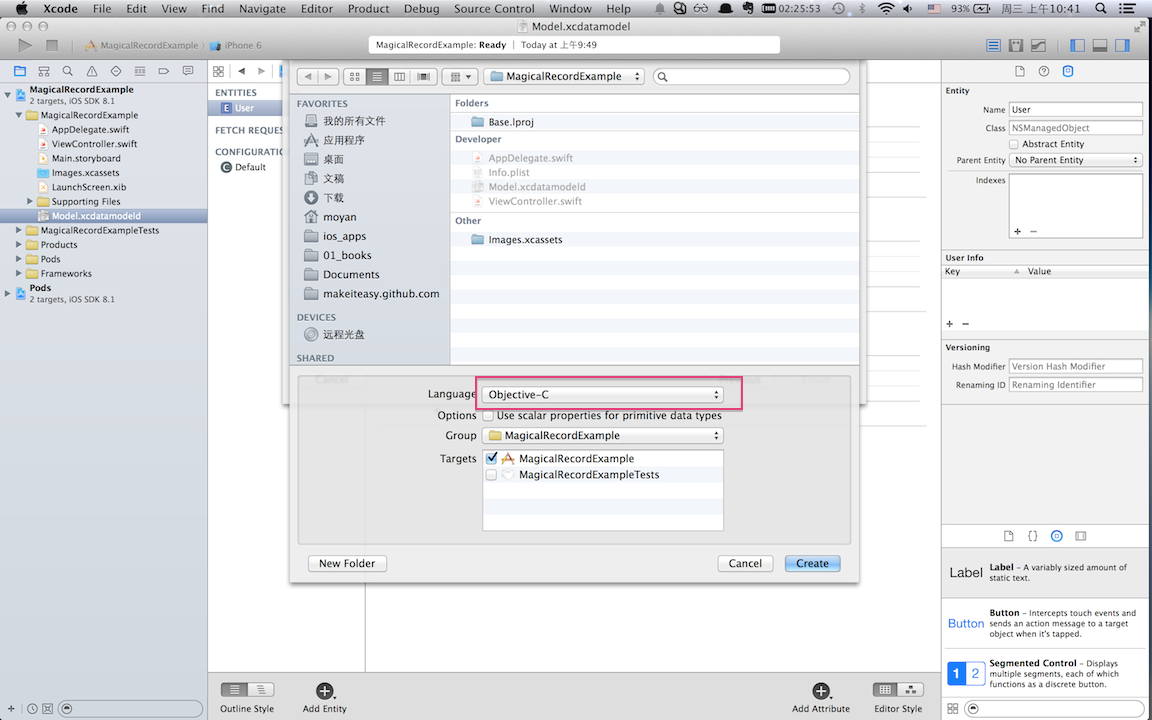 Xcode File Edit View Find Navigate Editor Product Debug Source Control Window Help 02:25:53 93% 周三上午10:41
Model.xcdatamodel
MagicalRecordExample iPhone 6
MagicalRecordExample: Ready | Today at 上午9:49
MagicalRecordExample
2 targets, iOS SDK 8.1
MagicalRecordExample
AppDelegate.swift
ViewController.swift
Main.storyboard
Images.xcassets
LaunchScreen.xib
Supporting Files
Model.xcdatamodeld
MagicalRecordExampleTests
Products
Pods
Frameworks
Pods
2 targets, iOS SDK 8.1
ENTITIES
E User
FETCH REQUES
CONFIGURATIO
C Default
MagicalRecordExample
FAVORITES
我的所有文件
应用程序
桌面
文稿
下载
moyan
ios_apps
01_books
Documents
makeiteasy.github.com
DEVICES
远程光盘
SHARED
Folders
Base.lproj
Developer
AppDelegate.swift
Info.plist
Model.xcdatamodeld
ViewController.swift
Other
Images.xcassets
Cancel
Language Objective-C
Options Use scalar properties for primitive data types
Group MagicalRecordExample
Targets MagicalRecordExample
MagicalRecordExampleTests
New Folder Cancel Create
Outline Style Add Entity Add Attribute Editor Style
Entity
Name User
Class NSManagedObject
Abstract Entity
Parent Entity No Parent Entity
Indexes
+ −
User Info
Key Value
+ −
Versioning
Hash Modifier Version Hash Modifier
Renaming ID Renaming Identifier
Label Label – A variably sized amount of
static text.
Button Button – Intercepts touch events and
sends an action message to a target
object when it's tapped.
1 2 Segmented Control – Displays
multiple segments, each of which
functions as a discrete button.